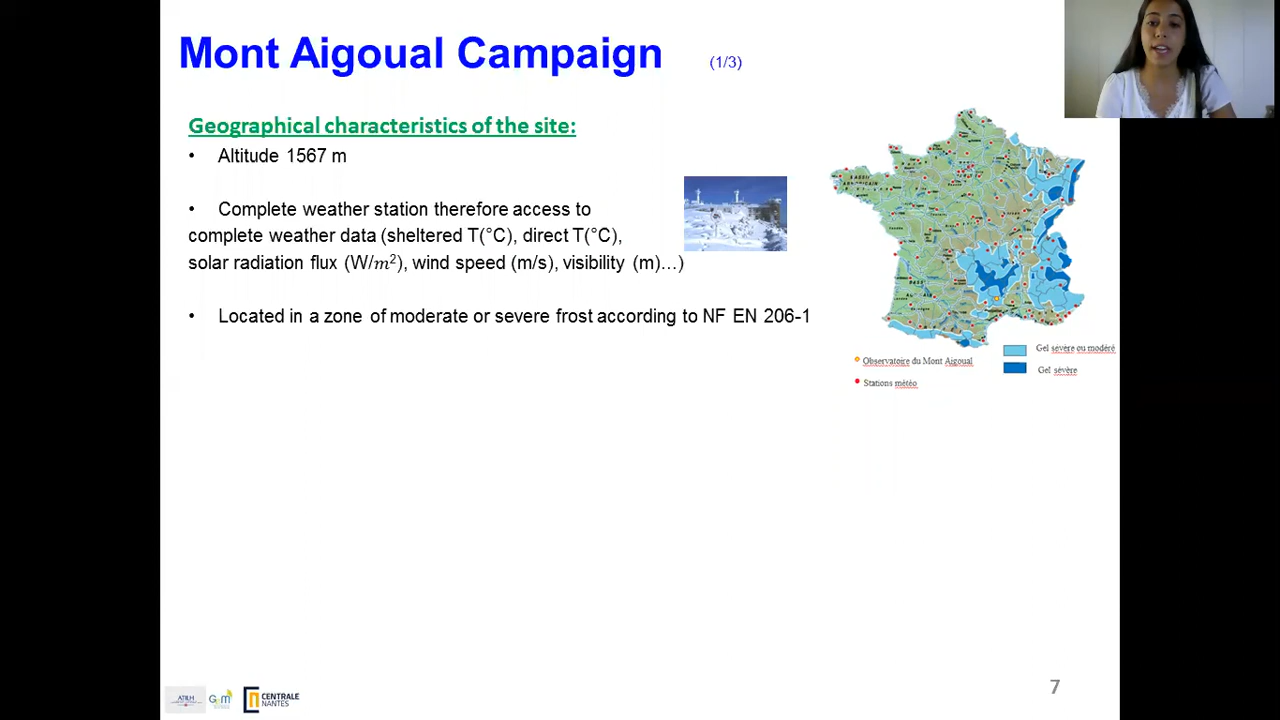 Mont Aigoual Campaign (1/3)
Geographical characteristics of the site:
• Altitude 1567 m
• Complete weather station therefore access to
complete weather data (sheltered T(°C), direct T(°C),
solar radiation flux (W/m²), wind speed (m/s), visibility (m)…)
• Located in a zone of moderate or severe frost according to NF EN 206-1
Gel sévère ou modéré
Observatoire du Mont Aigoual
Gel sévère
Stations météo
ATILH
GeM
CENTRALE
NANTES
7